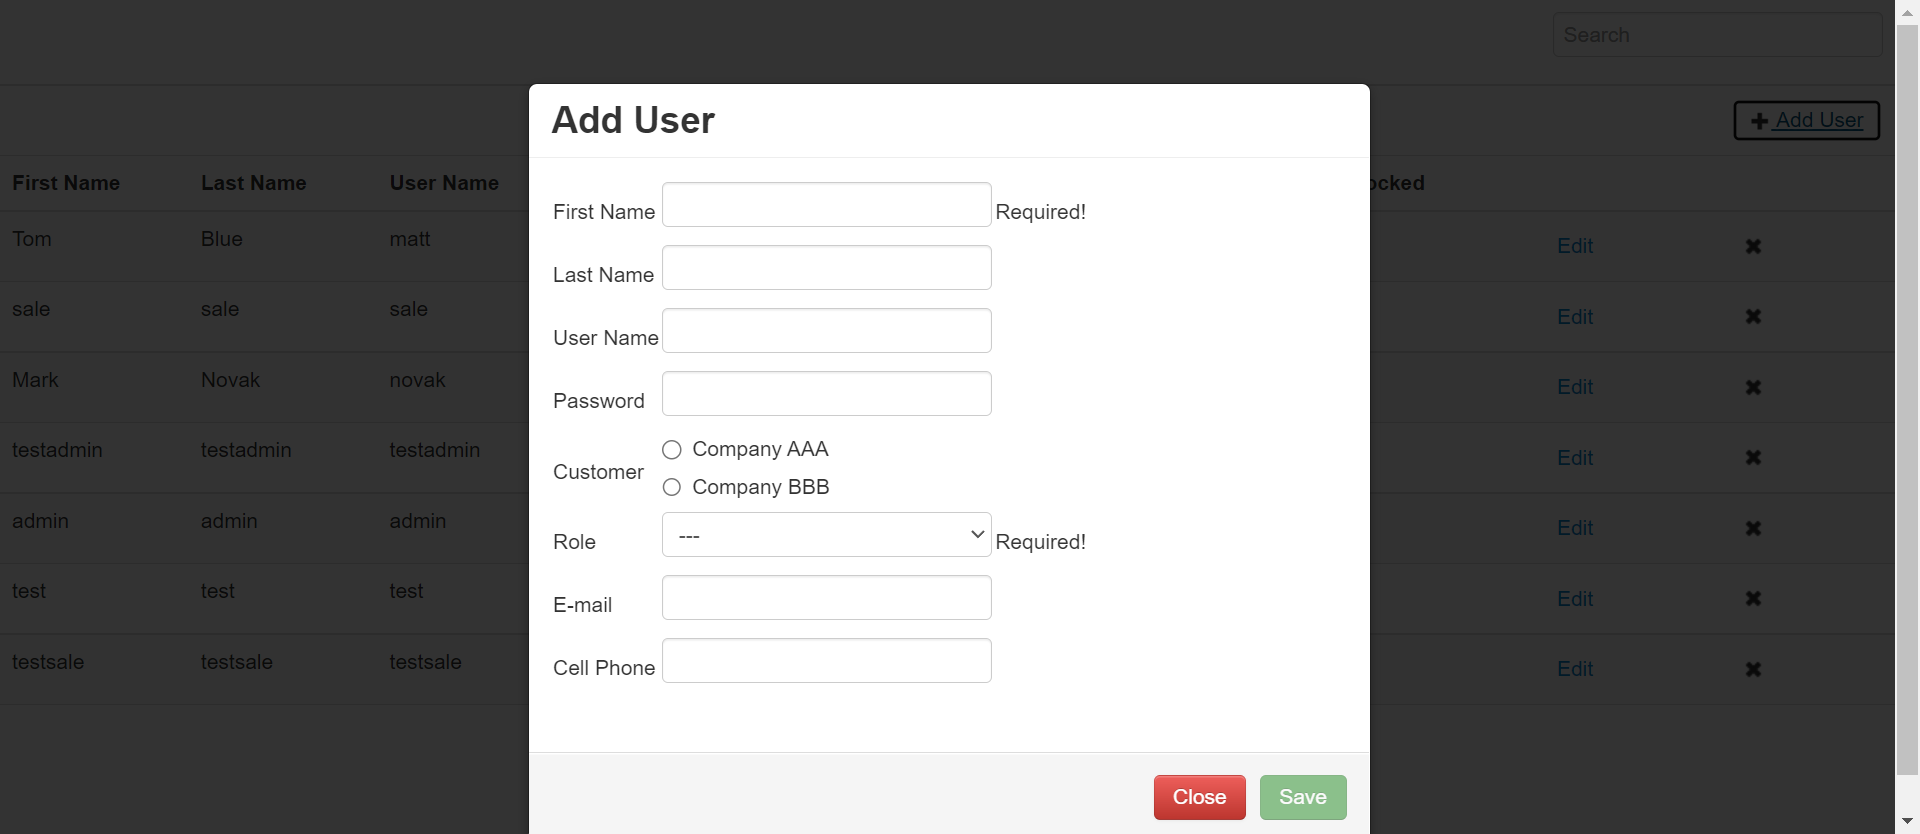 Search
Add User
Add User
First Name Last Name User Name ocked
First Name Required!
Tom Blue matt Edit
Last Name
sale sale sale Edit
User Name
Mark Novak novak Edit
Password
testadmin testadmin testadmin Edit
Company AAA
Customer
Company BBB
admin admin admin Edit
Role --- Required!
test test test Edit
E-mail
testsale testsale testsale Edit
Cell Phone
Close Save